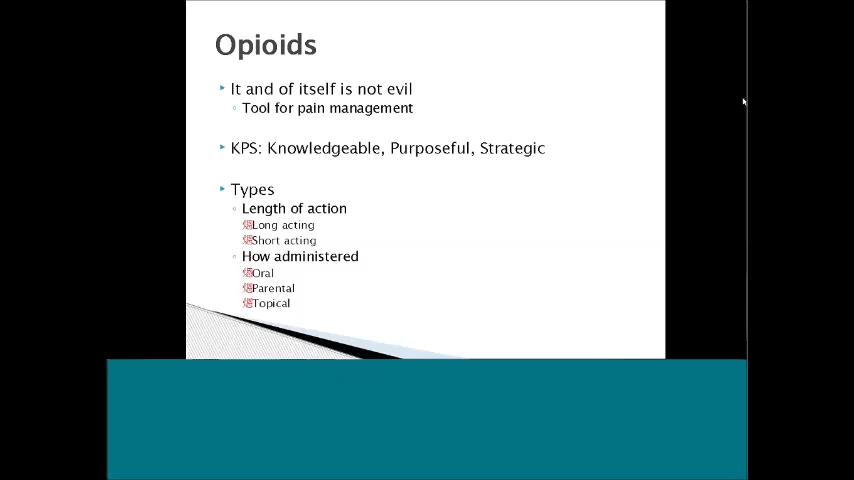 Opioids
It and of itself is not evil
Tool for pain management
KPS: Knowledgeable, Purposeful, Strategic
Types
Length of action
Long acting
Short acting
How administered
Oral
Parental
Topical